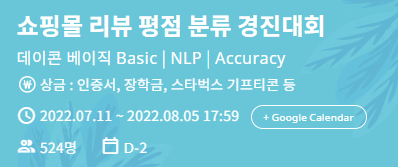 쇼핑몰 리뷰 평점 분류 경진대회
데이콘 베이직 Basic | NLP | Accuracy
₩ 상금 : 인증서, 장학금, 스타벅스 기프티콘 등
2022.07.11 ~ 2022.08.05 17:59 + Google Calendar
524명 D-2